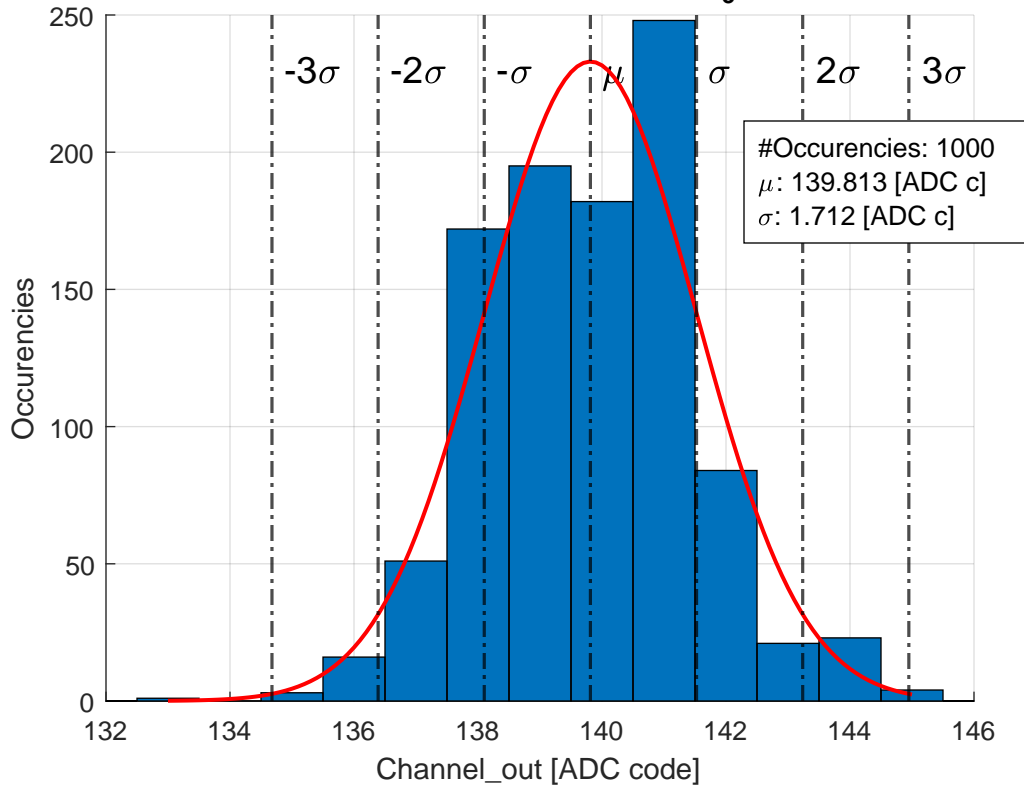 250
200
150
100
50
0
-3σ -2σ -σ μ σ 2σ 3σ
#Occurencies: 1000
μ: 139.813 [ADC c]
σ: 1.712 [ADC c]
Occurencies
132 134 136 138 140 142 144 146
Channel_out [ADC code]